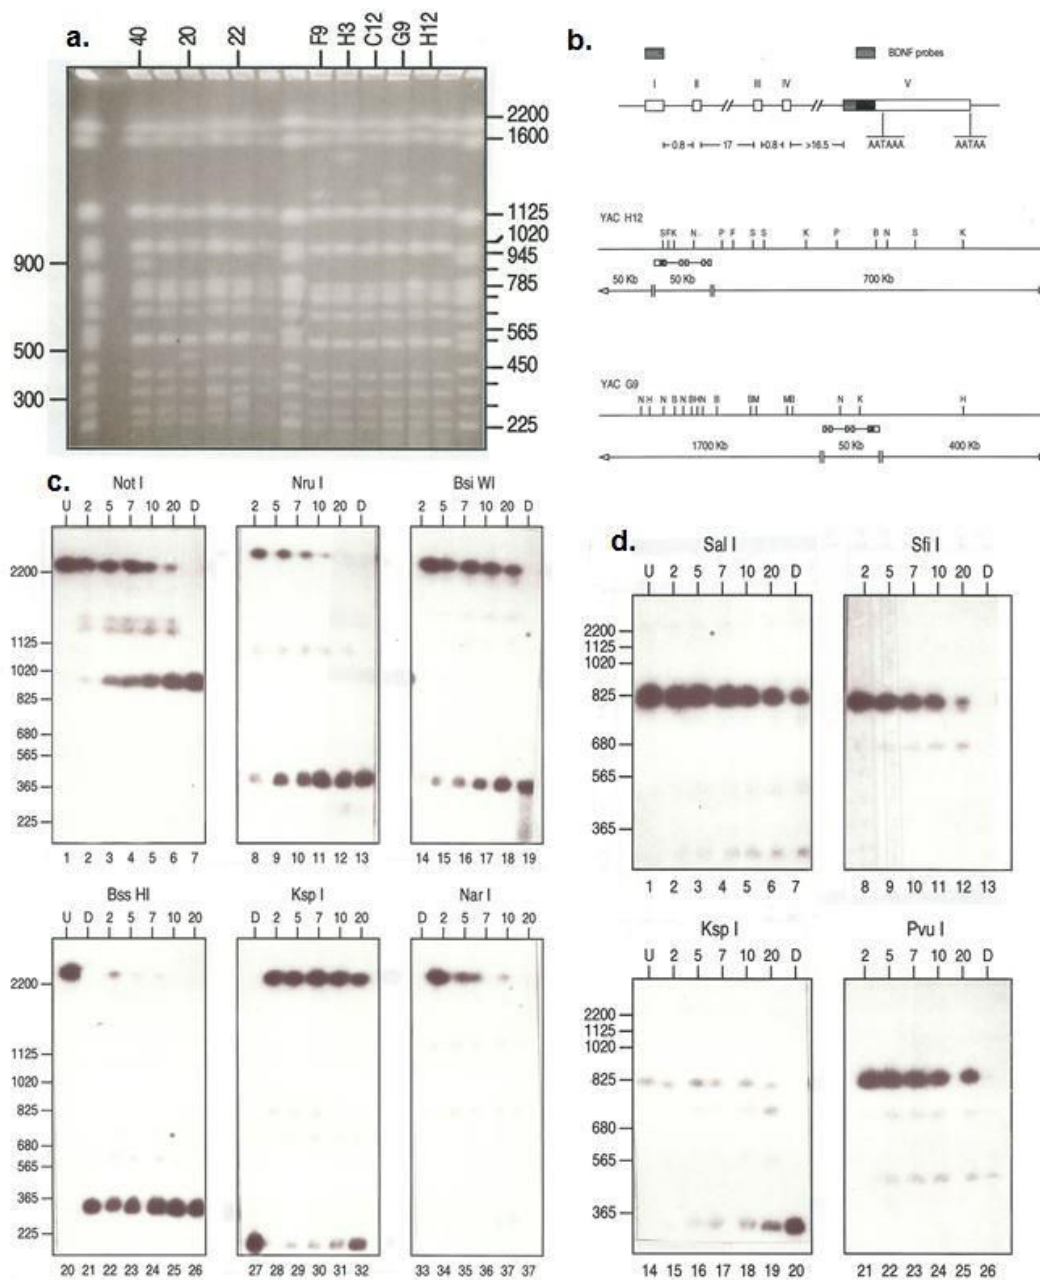 a.
40 20 22 F9 H3 C12 G9 H12
2200
1600
1125
1020
945
785
565
450
225
900
500
300
b.
BDNF probes
I II III IV V
0.8 17 0.8 >16.5 AATAAA AATAA
YAC H12
S F K N P F S S K P B N S K
50 Kb 50 Kb 700 Kb
YAC G9
N H N B N B H N B B M M B N K H
1700 Kb 50 Kb 400 Kb
c.
Not I Nru I Bsi WI
U 2 5 7 10 20 D 2 5 7 10 20 D 2 5 7 10 20 D
2200
1125
1020
825
680
565
365
225
1 2 3 4 5 6 7 8 9 10 11 12 13 14 15 16 17 18 19
Bss HI Ksp I Nar I
U D 2 5 7 10 20 D 2 5 7 10 20 D 2 5 7 10 20
2200
1125
1020
825
680
565
365
225
20 21 22 23 24 25 26 27 28 29 30 31 32 33 34 35 36 37 37
d.
Sal I Sfi I
U 2 5 7 10 20 D 2 5 7 10 20 D
2200
1125
1020
825
680
565
365
1 2 3 4 5 6 7 8 9 10 11 12 13
Ksp I Pvu I
U 2 5 7 10 20 D 2 5 7 10 20 D
2200
1125
1020
825
680
565
365
14 15 16 17 18 19 20 21 22 23 24 25 26